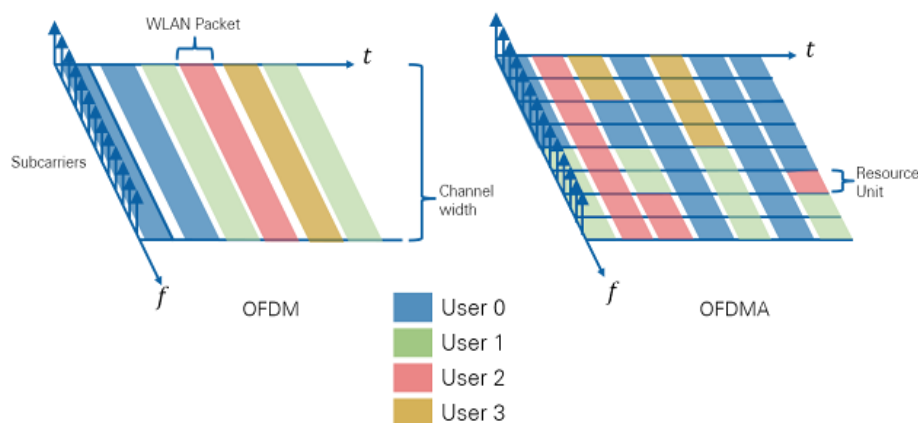 WLAN Packet
t
Subcarriers
Channel
width
f
OFDM
t
Resource
Unit
f
OFDMA
User 0
User 1
User 2
User 3